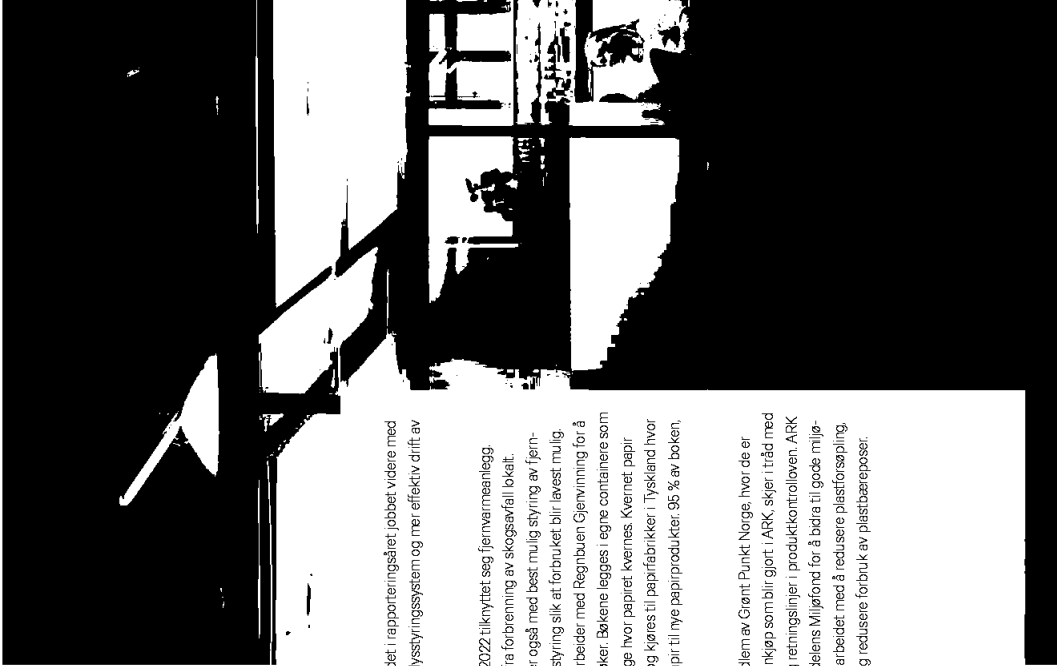 det i rapporteringsåret jobbet videre med
lysstyringssystem og mer effektiv drift av
2022 tilknyttet seg fjernvarmeanlegg.
fra forbrenning av skogsavfall lokalt.
er også med best mulig styring av fjern-
styring slik at forbruket blir lavest mulig.
rbeider med Regnbuen Gjenvinning for å
ker. Bøkene legges i egne containere som
ge hvor papiret kvernes. Kvernet papir
g kjøres til papirfabrikker i Tyskland hvor
pir til nye papirprodukter. 95 % av boken,
dlem av Grønt Punkt Norge, hvor de er
nkjøp som blir gjort i ARK, skjer i tråd med
retningslinjer i produktkontrolloven. ARK
delens Miljøfond for å bidra til gode miljø-
arbeidet med å redusere plastforsøpling,
g redusere forbruk av plastbæreposer.